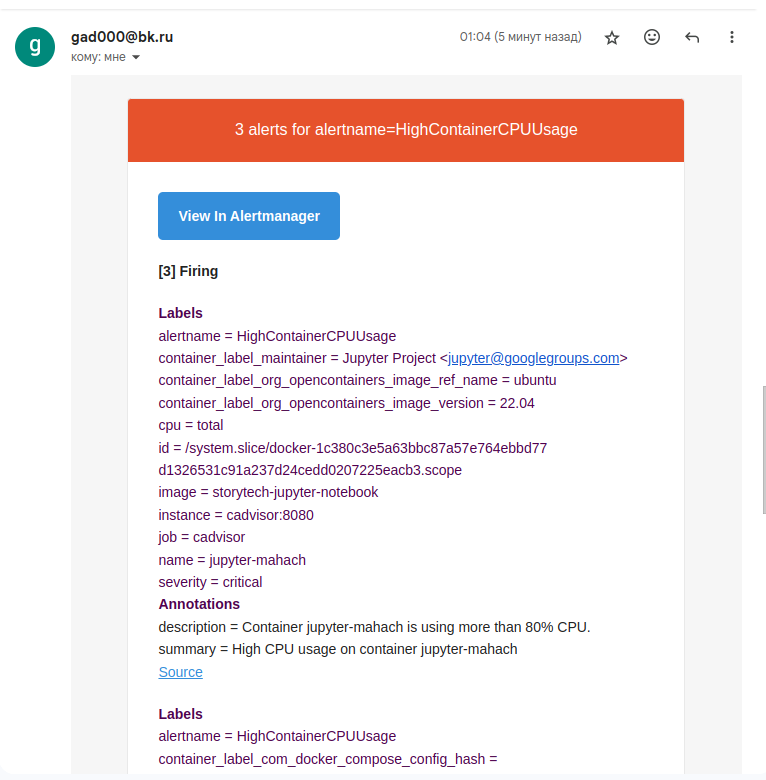 gad000@bk.ru
01:04 (5 минут назад)
кому: мне
g
3 alerts for alertname=HighContainerCPUUsage
View In Alertmanager
[3] Firing
Labels
alertname = HighContainerCPUUsage
container_label_maintainer = Jupyter Project <jupyter@googlegroups.com>
container_label_org_opencontainers_image_ref_name = ubuntu
container_label_org_opencontainers_image_version = 22.04
cpu = total
id = /system.slice/docker-1c380c3e5a63bbc87a57e764ebbd77
d1326531c91a237d24cedd0207225eacb3.scope
image = storytech-jupyter-notebook
instance = cadvisor:8080
job = cadvisor
name = jupyter-mahach
severity = critical
Annotations
description = Container jupyter-mahach is using more than 80% CPU.
summary = High CPU usage on container jupyter-mahach
Source
Labels
alertname = HighContainerCPUUsage
container_label_com_docker_compose_config_hash =